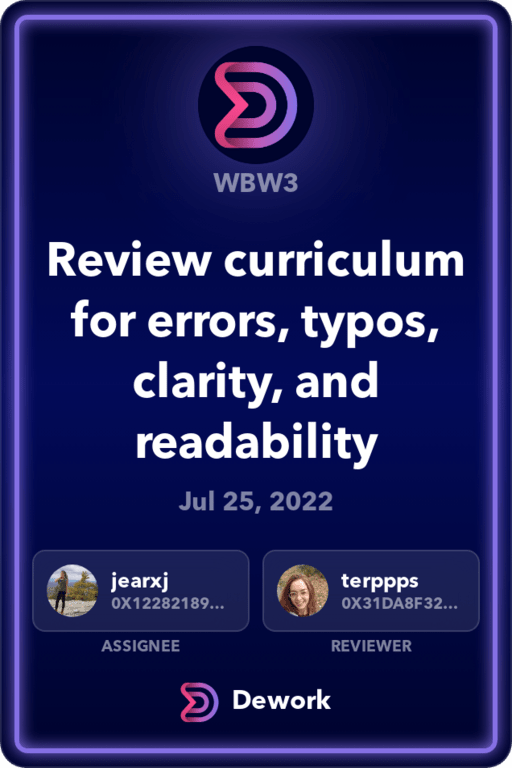 WBW3
Review curriculum
for errors, typos,
clarity, and
readability
Jul 25, 2022
jearxj
0X12282189...
ASSIGNEE
terppps
0X31DA8F32...
REVIEWER
Dework